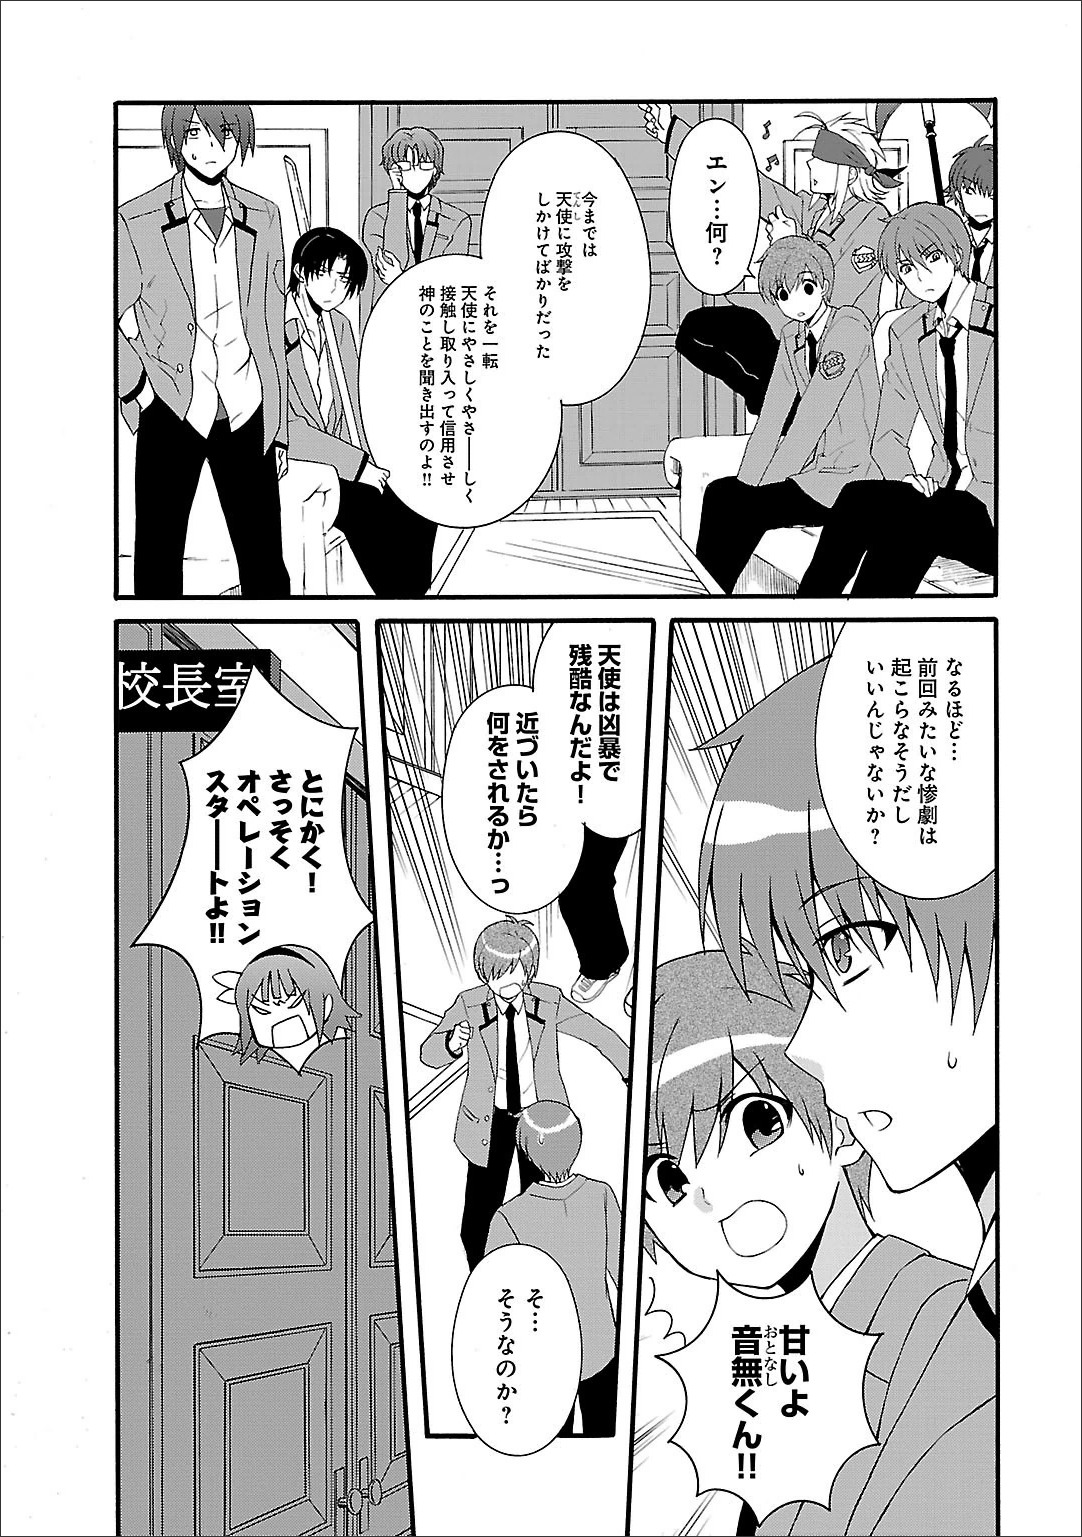 エン…何？
今までは
天使に攻撃を
しかけてばかりだった
てんし
それを一転
天使にやさしくやさ――しく
接触し取り入って信用させ
神のことを聞き出すのよ!!
なるほど…
前回みたいな惨劇は
起こらなそうだし
いいんじゃないか？
甘いよ
音無くん!!
おとなし
天使は凶暴で
残酷なんだよ！
近づいたら
何をされるか…っ
そ…
そうなのか？
校長室
とにかく！
さっそく
オペレーション
スタ――トよ!!